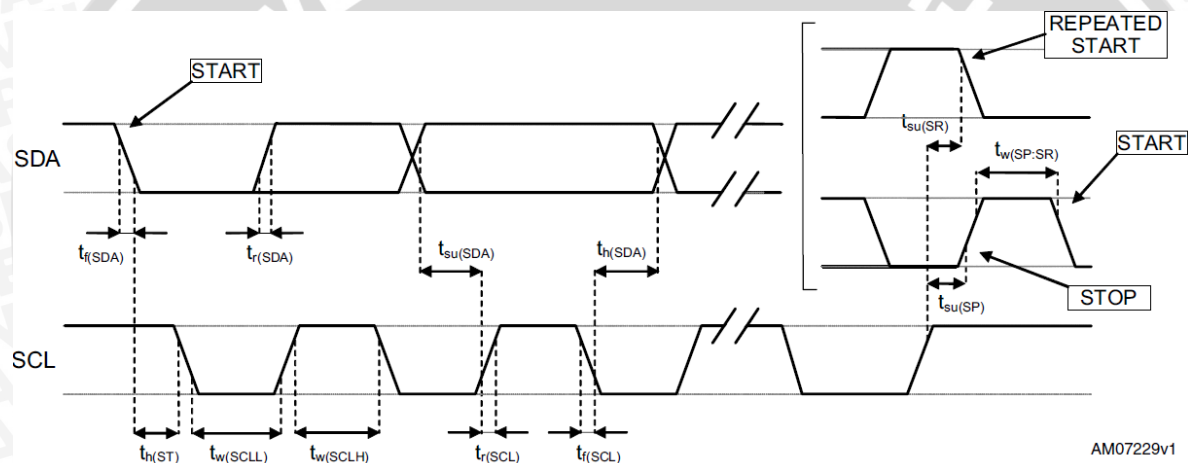 REPEATED
START
START
tsu(SR)
tw(SP:SR)
START
SDA
tf(SDA)
tr(SDA)
tsu(SDA)
th(SDA)
tsu(SP)
STOP
SCL
th(ST)
tw(SCLL)
tw(SCLH)
tr(SCL)
tf(SCL)
AM07229v1